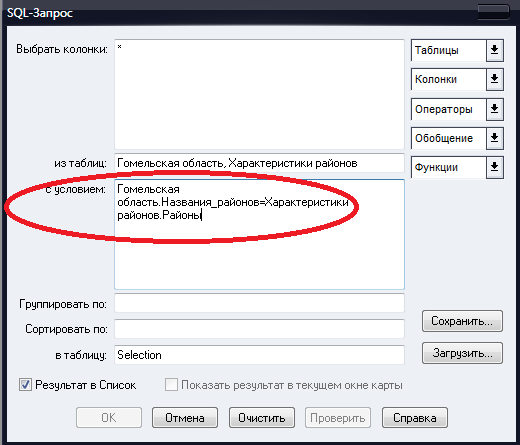 SQL-Запрос
Выбрать колонки: *
Таблицы
Колонки
Операторы
Обобщение
из таблиц: Гомельская область, Характеристики районов
Функции
с условием: Гомельская
область.Названия_районов=Характеристики
районов.Районы
Группировать по:
Сортировать по:
Сохранить...
в таблицу: Selection
Загрузить...
Результат в Список
Показать результат в текущем окне карты
OK Отмена Очистить Проверить Справка